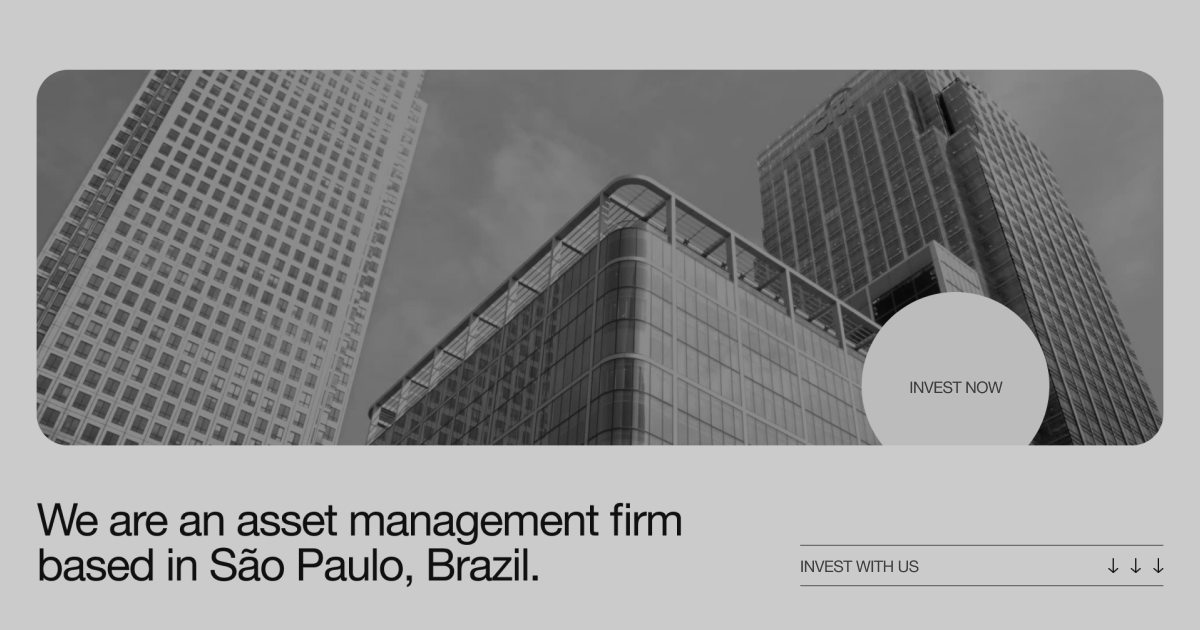 INVEST NOW
We are an asset management firm
based in São Paulo, Brazil.
INVEST WITH US ↓ ↓ ↓